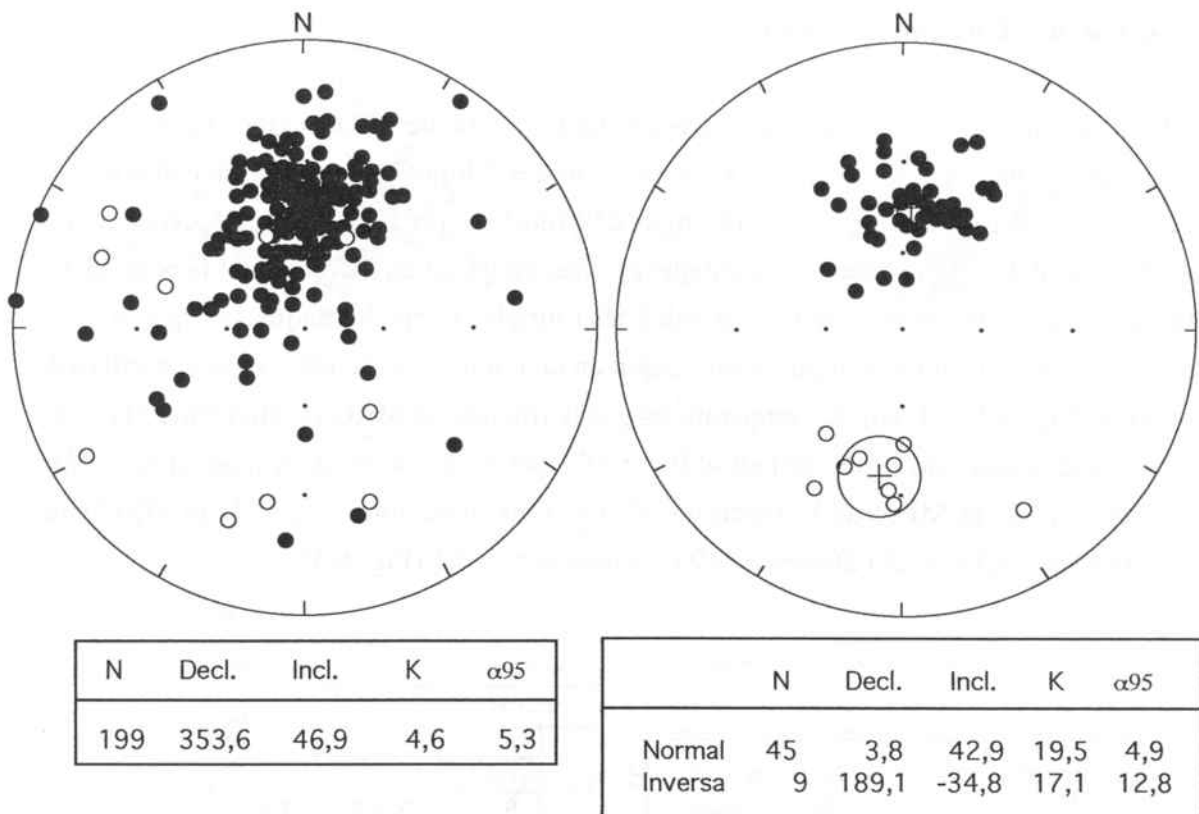 N
N
N Decl. Incl. K α95
199 353,6 46,9 4,6 5,3
N Decl. Incl. K α95
Normal 45 3,8 42,9 19,5 4,9
Inversa 9 189,1 -34,8 17,1 12,8